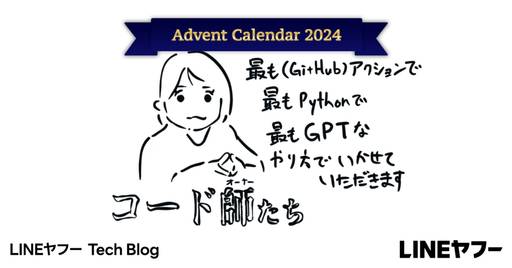 Advent Calendar 2024
最も(GitHub)アクションで
最もPythonで
最もGPTな
やり方でいかせて
いただきます
オーナー
コード師たち
LINEヤフー Tech Blog
LINEヤフー